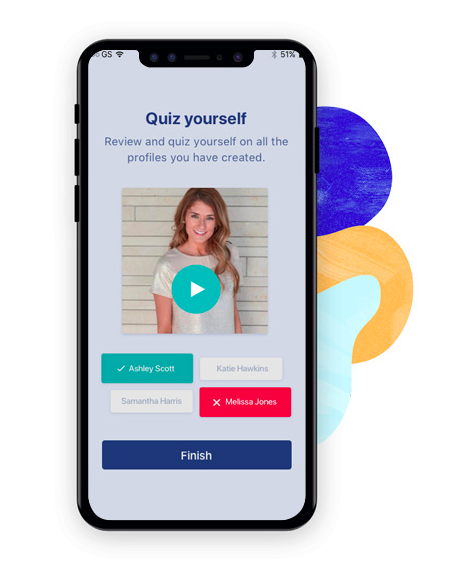 GS 51%
Quiz yourself
Review and quiz yourself on all the
profiles you have created.
Ashley Scott Katie Hawkins
Samantha Harris Melissa Jones
Finish